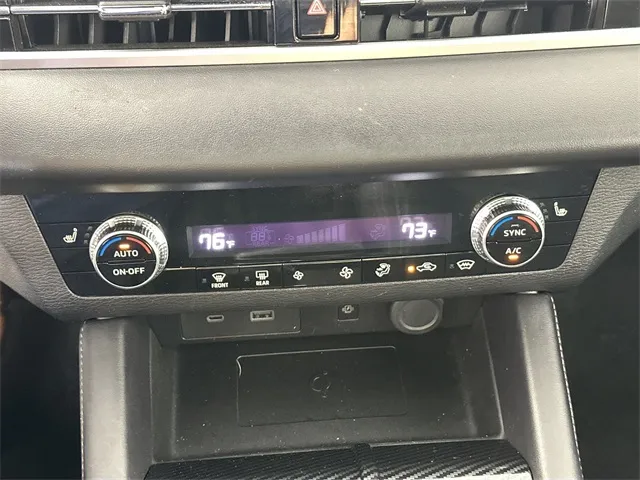 76°F
73°F
AUTO
ON·OFF
SYNC
A/C
FRONT
REAR